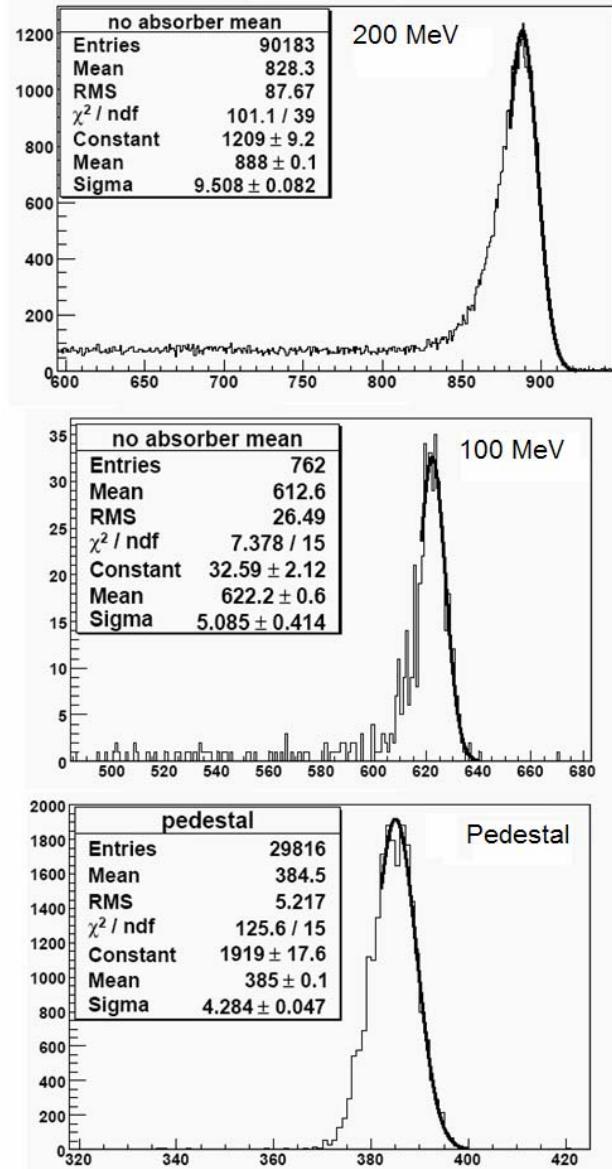 no absorber mean
Entries 90183
Mean 828.3
RMS 87.67
χ² / ndf 101.1 / 39
Constant 1209 ± 9.2
Mean 888 ± 0.1
Sigma 9.508 ± 0.082
200 MeV
1200
1000
800
600
400
200
0
600 650 700 750 800 850 900
no absorber mean
Entries 762
Mean 612.6
RMS 26.49
χ² / ndf 7.378 / 15
Constant 32.59 ± 2.12
Mean 622.2 ± 0.6
Sigma 5.085 ± 0.414
100 MeV
35
30
25
20
15
10
5
0
500 520 540 560 580 600 620 640 660 680
pedestal
Entries 29816
Mean 384.5
RMS 5.217
χ² / ndf 125.6 / 15
Constant 1919 ± 17.6
Mean 385 ± 0.1
Sigma 4.284 ± 0.047
Pedestal
2000
1800
1600
1400
1200
1000
800
600
400
200
0
320 340 360 380 400 420